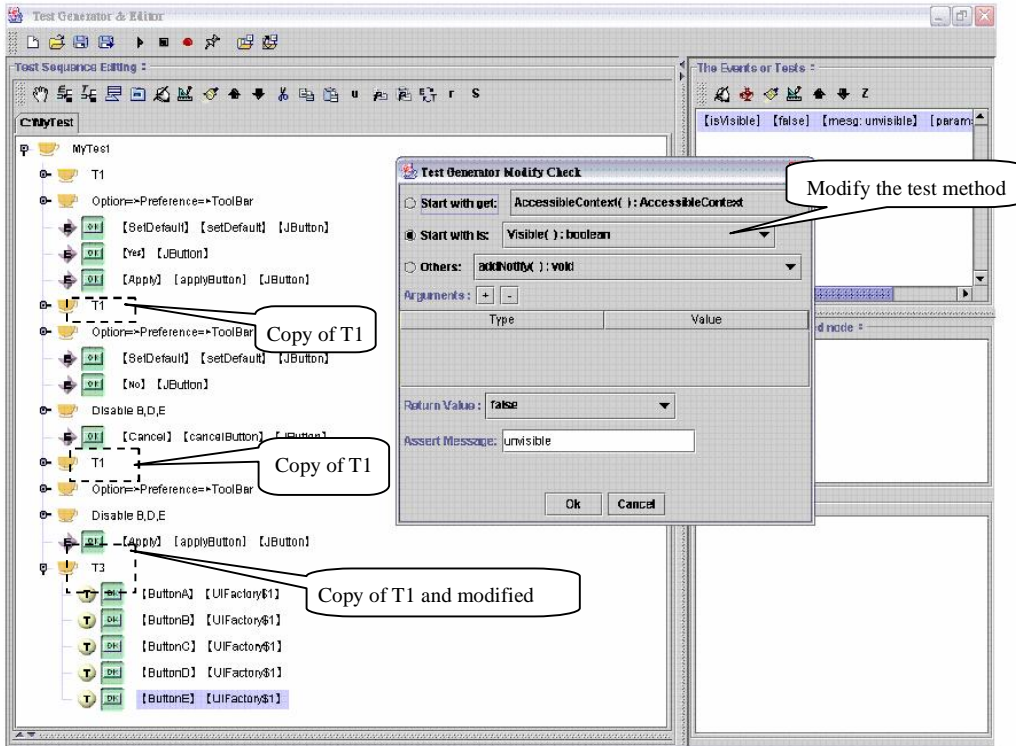 Test Generator & Editor
Test Sequence Editing :
C:\MyTest
MyTest
T1
Option=>Preference=>ToolBar
【SetDefault】 【setDefault】 【JButton】
【Yes】 【JButton】
【Apply】 【applyButton】 【JButton】
T1
Copy of T1
Option=>Preference=>ToolBar
【SetDefault】 【setDefault】 【JButton】
【No】 【JButton】
Disable B,D,E
【Cancel】 【cancelButton】 【JButton】
T1
Copy of T1
Option=>Preference=>ToolBar
Disable B,D,E
【Apply】 【applyButton】 【JButton】
T3
Copy of T1 and modified
【ButtonA】 【UIFactory$1】
【ButtonB】 【UIFactory$1】
【ButtonC】 【UIFactory$1】
【ButtonD】 【UIFactory$1】
【ButtonE】 【UIFactory$1】
Test Generator Modify Check
Start with get: AccessibleContext( ): AccessibleContext
Start with is: Visible( ): boolean
Others: addNotify( ): void
Arguments : + -
Type Value
Return Value : false
Assert Message: unvisible
Ok Cancel
Modify the test method
The Events or Tests :
【isVisible】 【false】 【mesg: unvisible】 【param:
d node :